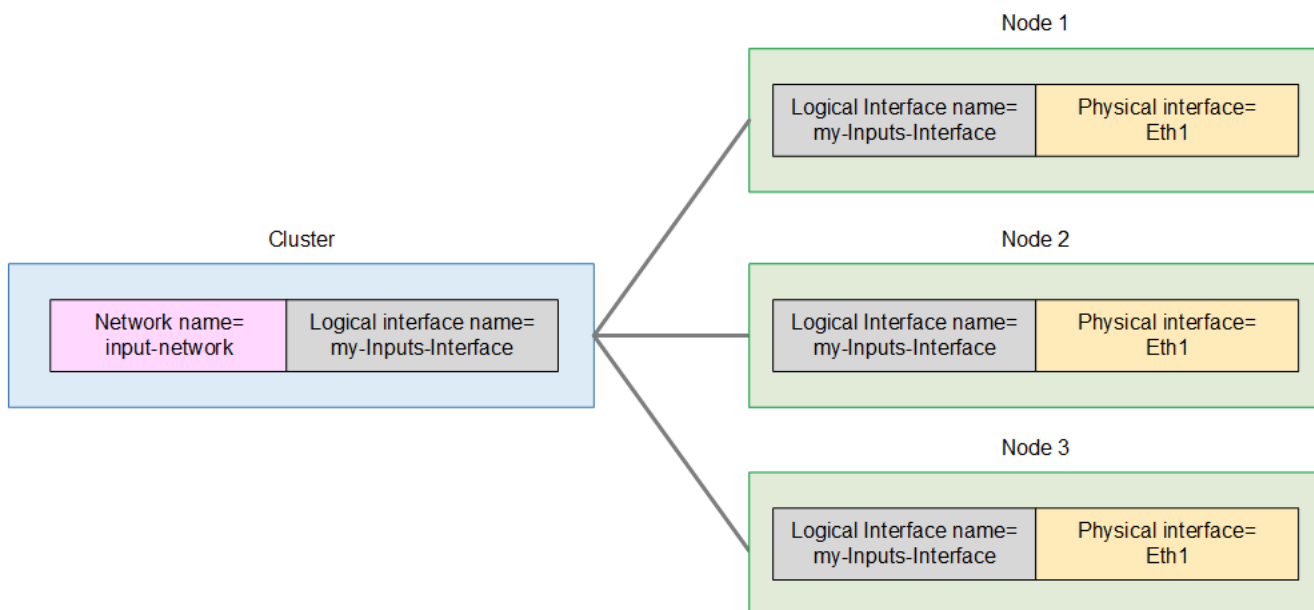 Node 1
Logical Interface name=
my-Inputs-Interface
Physical interface=
Eth1
Cluster
Network name=
input-network
Logical interface name=
my-Inputs-Interface
Node 2
Logical Interface name=
my-Inputs-Interface
Physical interface=
Eth1
Node 3
Logical Interface name=
my-Inputs-Interface
Physical interface=
Eth1